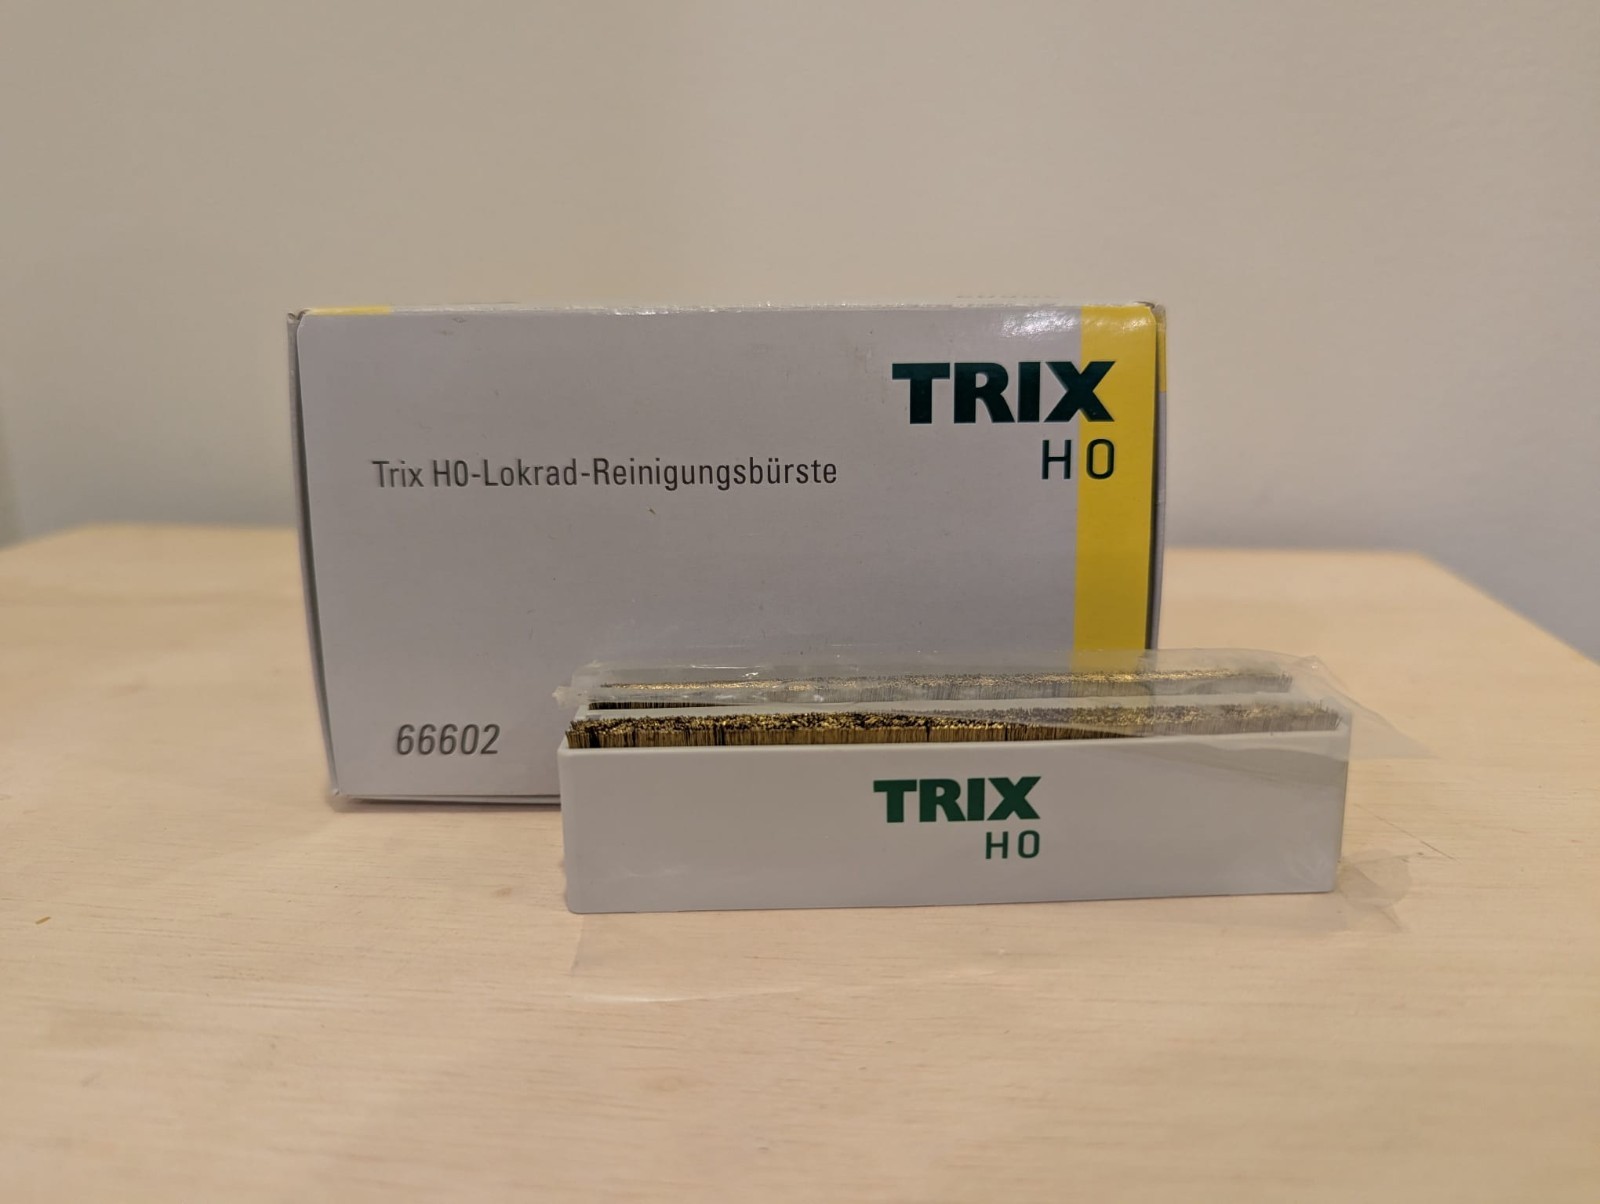 TRIX
H0
Trix H0-Lokrad-Reinigungsbürste
66602
TRIX
H0